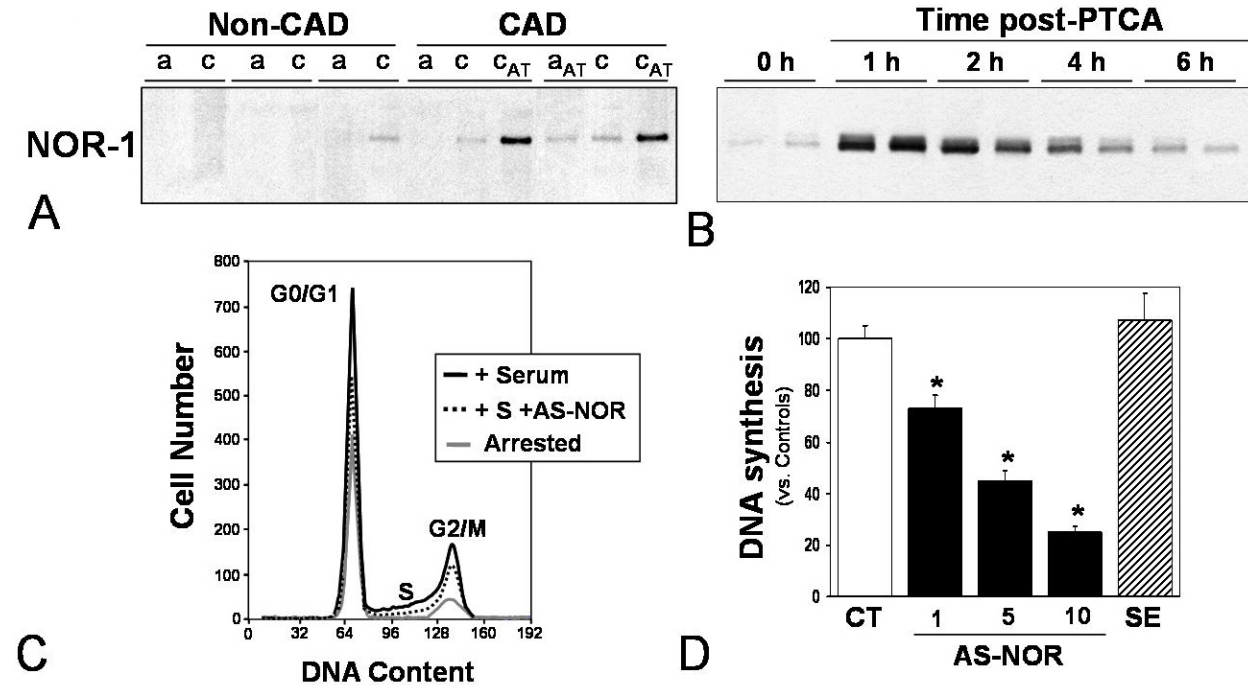 Non-CAD CAD
a c a c a c a c cAT aAT c cAT
NOR-1
A
Time post-PTCA
0 h 1 h 2 h 4 h 6 h
B
800
700
600
500
400
300
200
100
0
Cell Number
G0/G1
+ Serum
+ S +AS-NOR
Arrested
G2/M
S
0 32 64 96 128 160 192
DNA Content
C
120
100
80
60
40
20
0
DNA synthesis
(vs. Controls)
* * *
CT 1 5 10 SE
AS-NOR
D